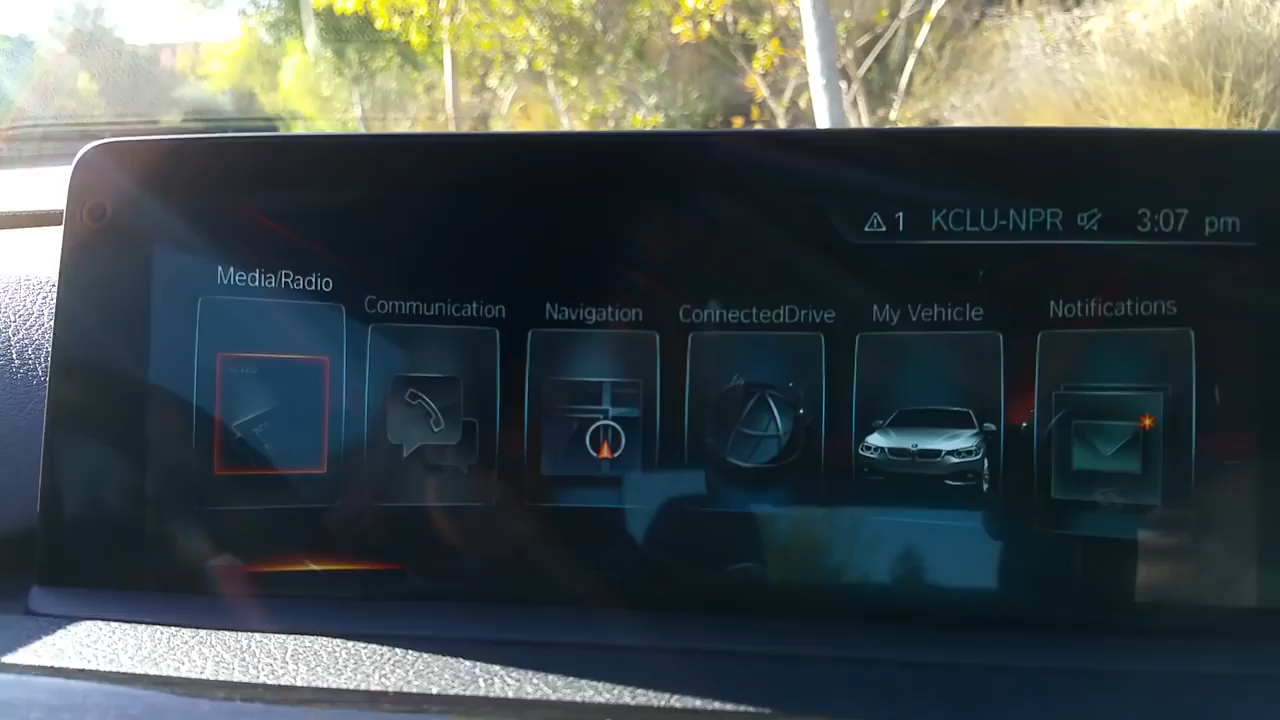 1 KCLU-NPR 3:07 pm
Media/Radio
Communication
Navigation
ConnectedDrive
My Vehicle
Notifications